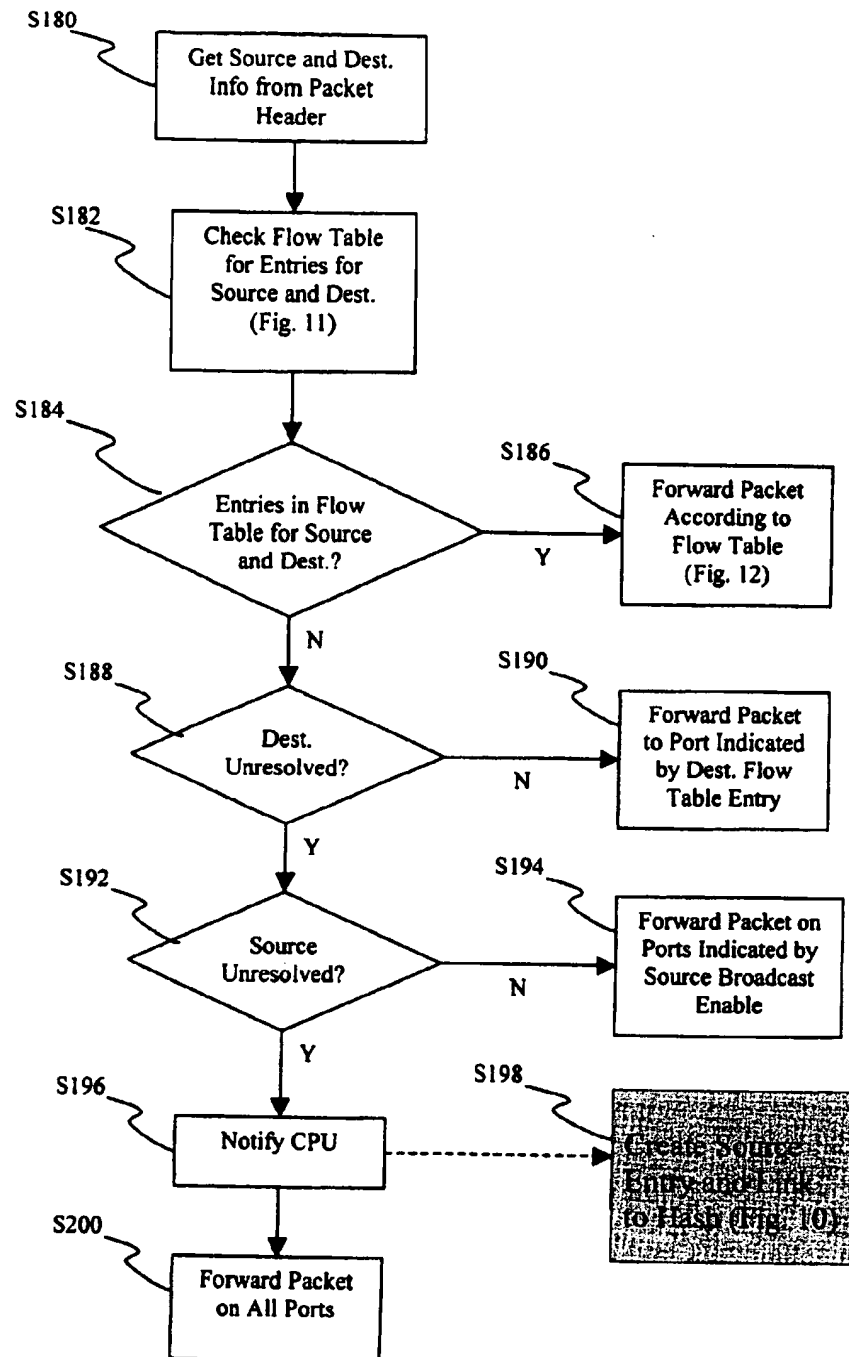 S180
Get Source and Dest.
Info from Packet
Header
S182
Check Flow Table
for Entries for
Source and Dest.
(Fig. 11)
S184
Entries in Flow
Table for Source
and Dest.?
Y
N
S186
Forward Packet
According to
Flow Table
(Fig. 12)
S188
Dest.
Unresolved?
N
Y
S190
Forward Packet
to Port Indicated
by Dest. Flow
Table Entry
S192
Source
Unresolved?
N
Y
S194
Forward Packet on
Ports Indicated by
Source Broadcast
Enable
S196
Notify CPU
S198
Create Source
Entry and Link
to Hash (Fig. 10)
S200
Forward Packet
on All Ports